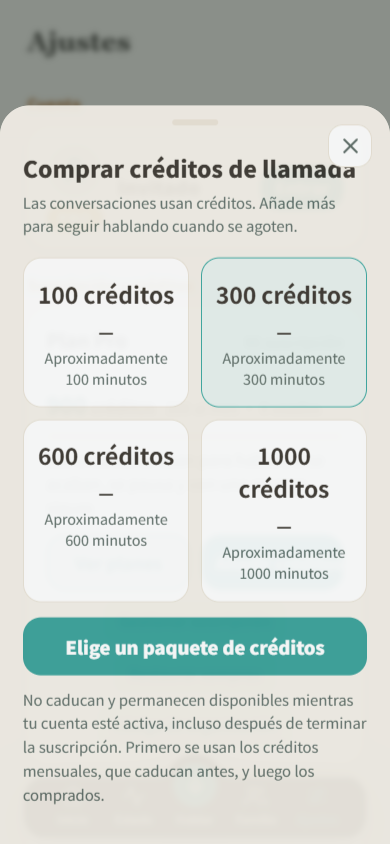 Ajustes
Cuenta
Comprar créditos de llamada
Las conversaciones usan créditos. Añade más
para seguir hablando cuando se agoten.
100 créditos
—
Aproximadamente
100 minutos
300 créditos
—
Aproximadamente
300 minutos
600 créditos
—
Aproximadamente
600 minutos
1000
créditos
—
Aproximadamente
1000 minutos
Elige un paquete de créditos
No caducan y permanecen disponibles mientras
tu cuenta esté activa, incluso después de terminar
la suscripción. Primero se usan los créditos
mensuales, que caducan antes, y luego los
comprados.